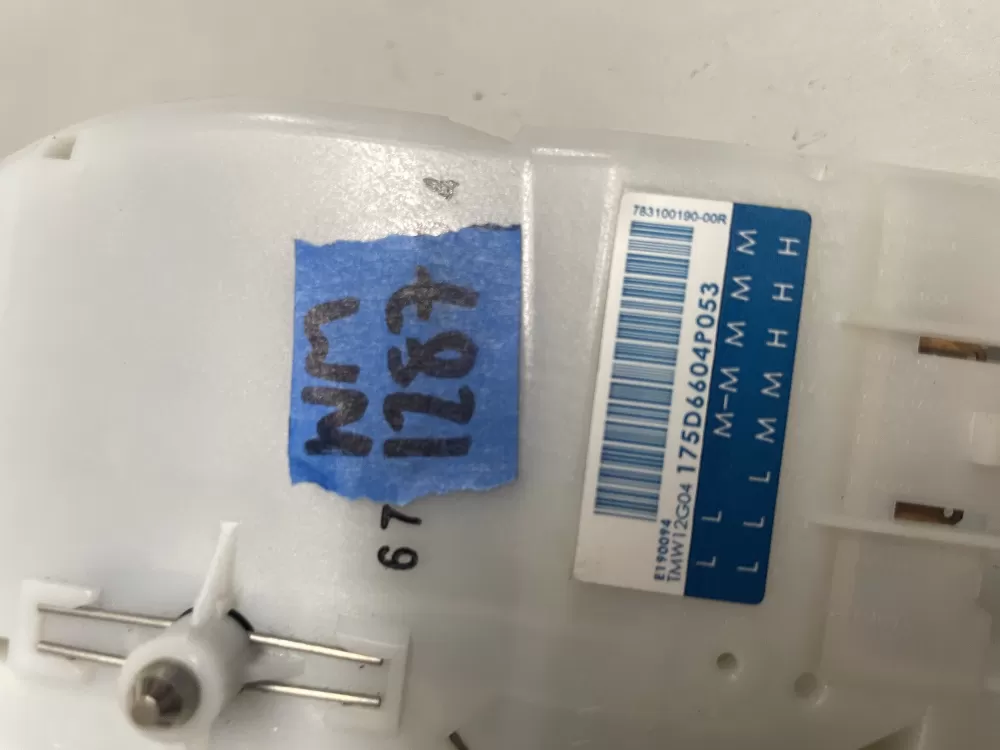 NM
1287
67
783100190-00R
E190094
TMW12G04 175D6604P053
L L M-M M M M
L L L M M H H H